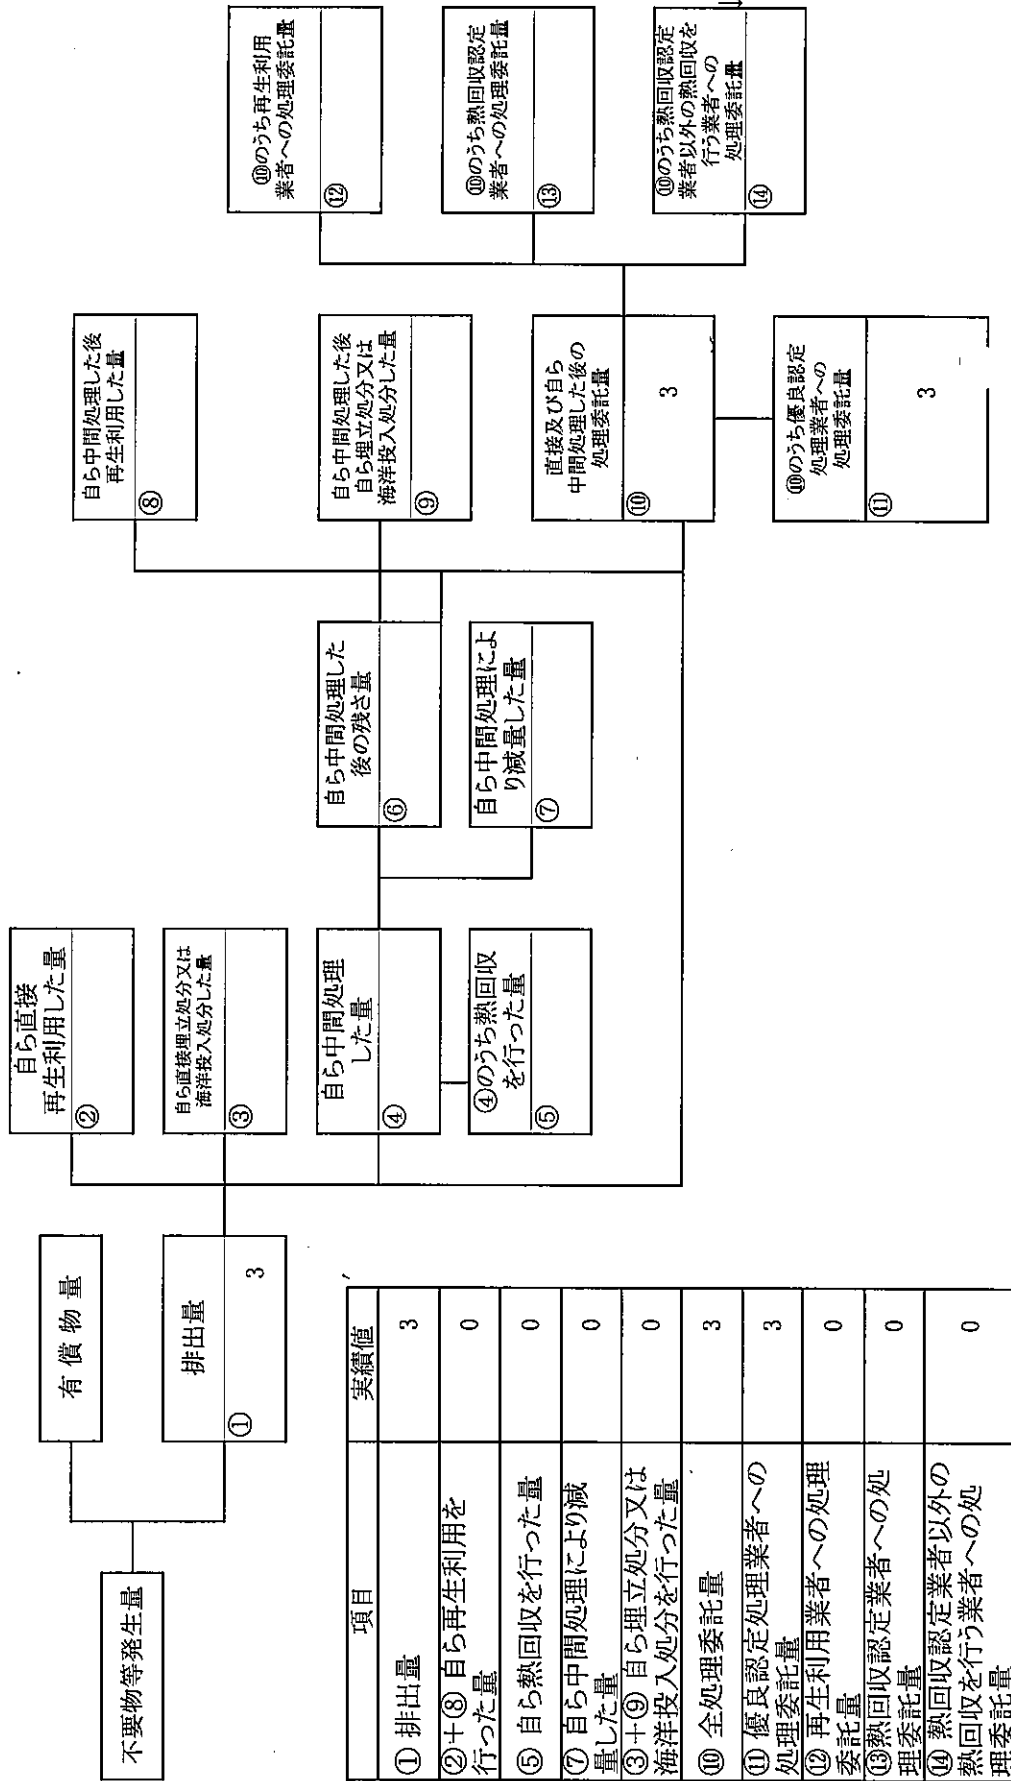 不要物等発生量
有償物量
排出量
①
3
自ら直接
再生利用した量
②
自ら直接埋立処分又は
海洋投入処分した量
③
自ら中間処理
した量
④
④のうち熱回収
を行った量
⑤
自ら中間処理した
後の残さ量
⑥
自ら中間処理によ
り減量した量
⑦
自ら中間処理した後
再生利用した量
⑧
自ら中間処理した後
自ら埋立処分又は
海洋投入処分した量
⑨
直接及び自ら
中間処理した後の
処理委託量
⑩
3
⑩のうち優良認定
処理業者への
処理委託量
⑪
3
⑩のうち再生利用
業者への処理委託量
⑫
⑩のうち熱回収認定
業者への処理委託量
⑬
⑩のうち熱回収認定
業者以外の熱回収を
行う業者への
処理委託量
⑭
項目 実績値
① 排出量 3
②+⑧ 自ら再生利用を
行った量 0
⑤ 自ら熱回収を行った量 0
⑦ 自ら中間処理により減
量した量 0
③+⑨ 自ら埋立処分又は
海洋投入処分を行った量 0
⑩ 全処理委託量 3
⑪ 優良認定処理業者への
処理委託量 3
⑫ 再生利用業者への処理
委託量 0
⑬熱回収認定業者への処
理委託量 0
⑭ 熱回収認定業者以外の
熱回収を行う業者への処
理委託量 0